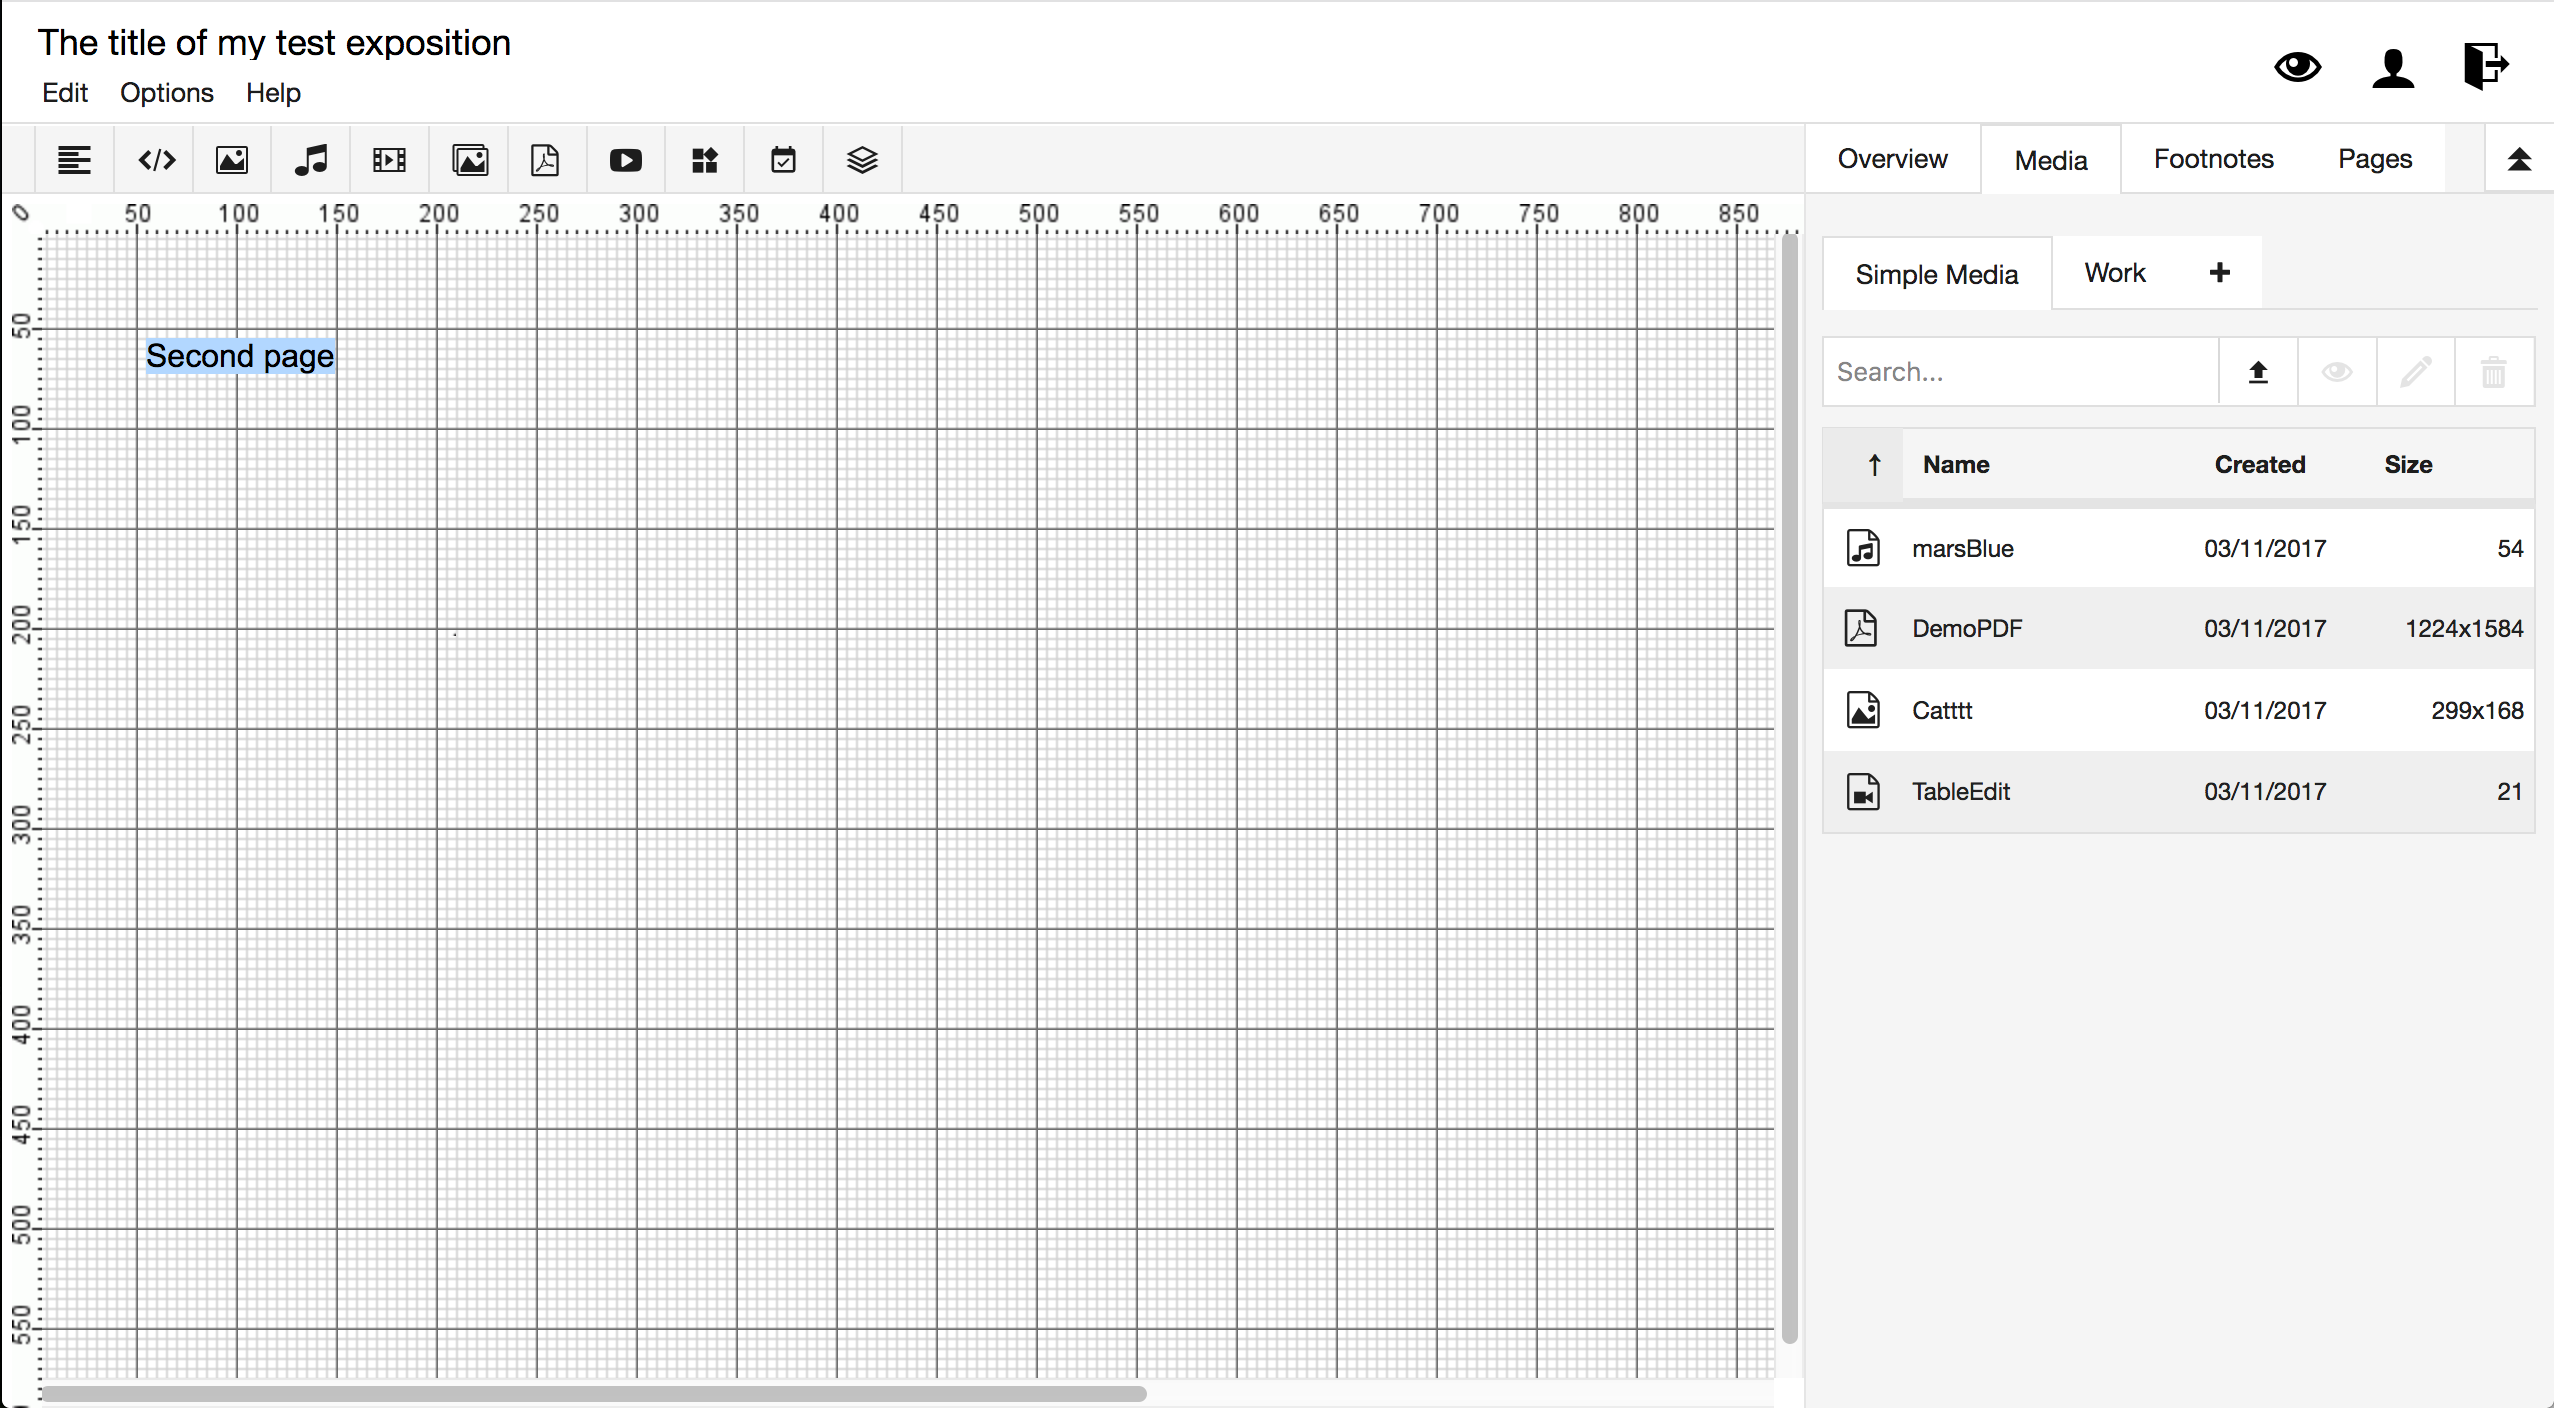 The title of my test exposition
Edit Options Help
Overview Media Footnotes Pages
0 50 100 150 200 250 300 350 400 450 500 550 600 650 700 750 800 850
50
100
150
200
250
300
350
400
450
500
550
Second page
Simple Media Work +
Search...
↑ Name Created Size
marsBlue 03/11/2017 54
DemoPDF 03/11/2017 1224x1584
Catttt 03/11/2017 299x168
TableEdit 03/11/2017 21